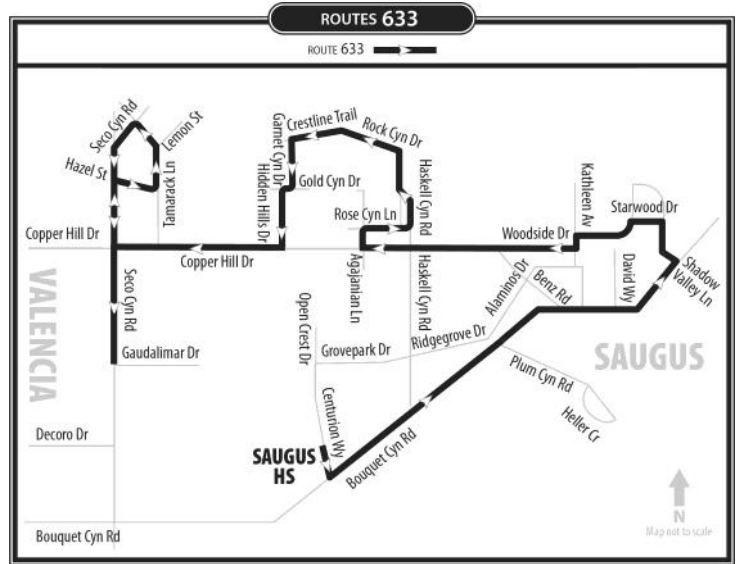 ROUTES 633
ROUTE 633
Seco Cyn Rd
Lemon St
Hazel St
Tamarack Ln
Garnet Cyn Dr
Crestline Trail
Rock Cyn Dr
Hidden Hills Dr
Gold Cyn Dr
Haskell Cyn Rd
Kathleen Av
Starwood Dr
Rose Cyn Ln
Woodside Dr
Copper Hill Dr
Copper Hill Dr
Agajanian Ln
Haskell Cyn Rd
Alaminos Dr
Benz Rd
David Wy
Shadow
Valley Ln
VALENCIA
Seco Cyn Rd
Open Crest Dr
Ridgegrove Dr
Gaudalimar Dr
Grovepark Dr
SAUGUS
Plum Cyn Rd
Heller Cr
Decoro Dr
Centurion Wy
SAUGUS
HS
Bouquet Cyn Rd
N
Map not to scale
Bouquet Cyn Rd